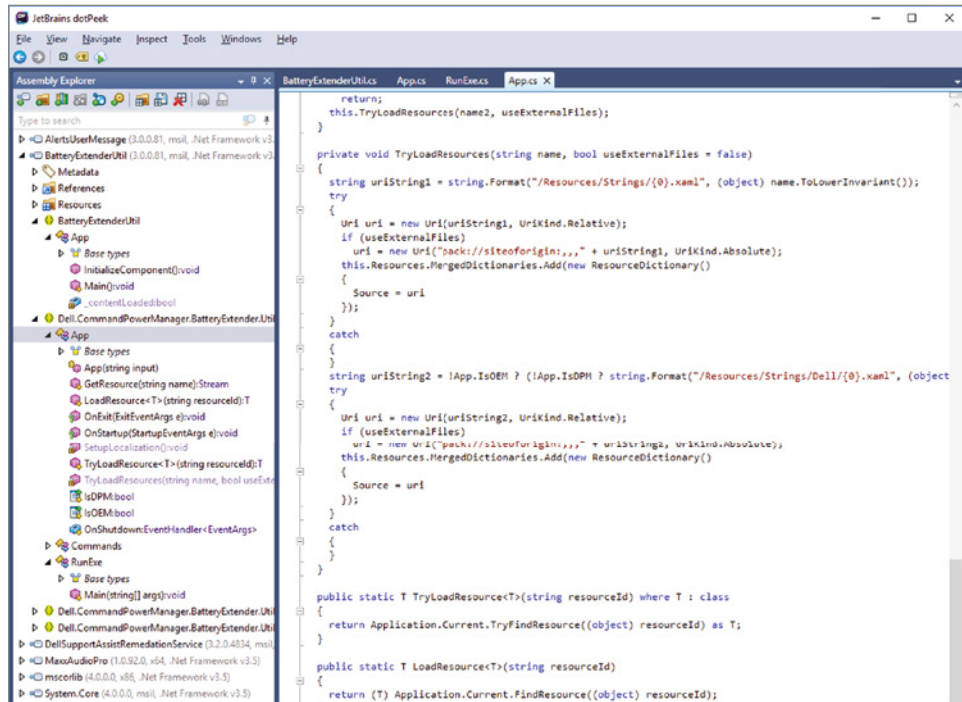 JetBrains dotPeek
File View Navigate Inspect Tools Windows Help
Assembly Explorer
Type to search
AlertsUserMessage (3.0.0.81, msil, .Net Framework v3.
BatteryExtenderUtil (3.0.0.81, msil, .Net Framework v3.
Metadata
References
Resources
BatteryExtenderUtil
App
Base types
InitializeComponent():void
Main():void
_contentLoaded:bool
Dell.CommandPowerManager.BatteryExtender.Util
App
Base types
App(string input)
GetResource(string name):Stream
LoadResource<T>(string resourceId):T
OnExit(ExitEventArgs e):void
OnStartup(StartupEventArgs e):void
SetupLocalization():void
TryLoadResource<T>(string resourceId):T
TryLoadResources(string name, bool useExte
IsDPM:bool
IsOEM:bool
OnShutdown:EventHandler<EventArgs>
Commands
RunExe
Base types
Main(string[] args):void
Dell.CommandPowerManager.BatteryExtender.Util
Dell.CommandPowerManager.BatteryExtender.Util
DellSupportAssistRemedationService (3.2.0.4834, msil,
MaxxAudioPro (1.0.92.0, x64, .Net Framework v3.5)
mscorlib (4.0.0.0, x86, .Net Framework v3.5)
System.Core (4.0.0.0, msil, .Net Framework v3.5)
BatteryExtenderUtil.cs App.cs RunExe.cs App.cs
return;
this.TryLoadResources(name2, useExternalFiles);
}
private void TryLoadResources(string name, bool useExternalFiles = false)
{
string uriString1 = string.Format("/Resources/Strings/{0}.xaml", (object) name.ToLowerInvariant());
try
{
Uri uri = new Uri(uriString1, UriKind.Relative);
if (useExternalFiles)
uri = new Uri("pack://siteoforigin:,,," + uriString1, UriKind.Absolute);
this.Resources.MergedDictionaries.Add(new ResourceDictionary()
{
Source = uri
});
}
catch
{
}
string uriString2 = !App.IsOEM ? (!App.IsDPM ? string.Format("/Resources/Strings/Dell/{0}.xaml", (object
try
{
Uri uri = new Uri(uriString2, UriKind.Relative);
if (useExternalFiles)
uri = new Uri("pack://siteoforigin:,,," + uriString2, UriKind.Absolute);
this.Resources.MergedDictionaries.Add(new ResourceDictionary()
{
Source = uri
});
}
catch
{
}
}
public static T TryLoadResource<T>(string resourceId) where T : class
{
return Application.Current.TryFindResource((object) resourceId) as T;
}
public static T LoadResource<T>(string resourceId)
{
return (T) Application.Current.FindResource((object) resourceId);